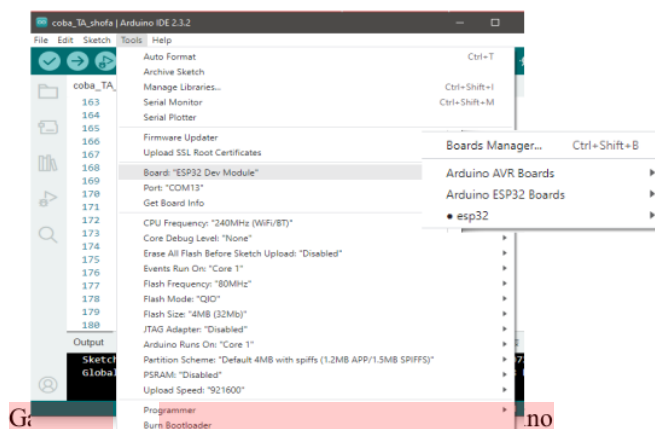 coba_TA_shofa | Arduino IDE 2.3.2
File Edit Sketch Tools Help
Auto Format Ctrl+T
Archive Sketch
Manage Libraries... Ctrl+Shift+I
Serial Monitor Ctrl+Shift+M
Serial Plotter
Firmware Updater
Upload SSL Root Certificates
Board: "ESP32 Dev Module"
Port: "COM13"
Get Board Info
CPU Frequency: "240MHz (WiFi/BT)"
Core Debug Level: "None"
Erase All Flash Before Sketch Upload: "Disabled"
Events Run On: "Core 1"
Flash Frequency: "80MHz"
Flash Mode: "QIO"
Flash Size: "4MB (32Mb)"
JTAG Adapter: "Disabled"
Arduino Runs On: "Core 1"
Partition Scheme: "Default 4MB with spiffs (1.2MB APP/1.5MB SPIFFS)"
PSRAM: "Disabled"
Upload Speed: "921600"
Programmer
Burn Bootloader
Boards Manager... Ctrl+Shift+B
Arduino AVR Boards
Arduino ESP32 Boards
● esp32
coba_TA_
163
164
165
166
167
168
169
170
171
172
173
174
175
176
177
178
179
180
Output
Sketch
Global
Ga
no